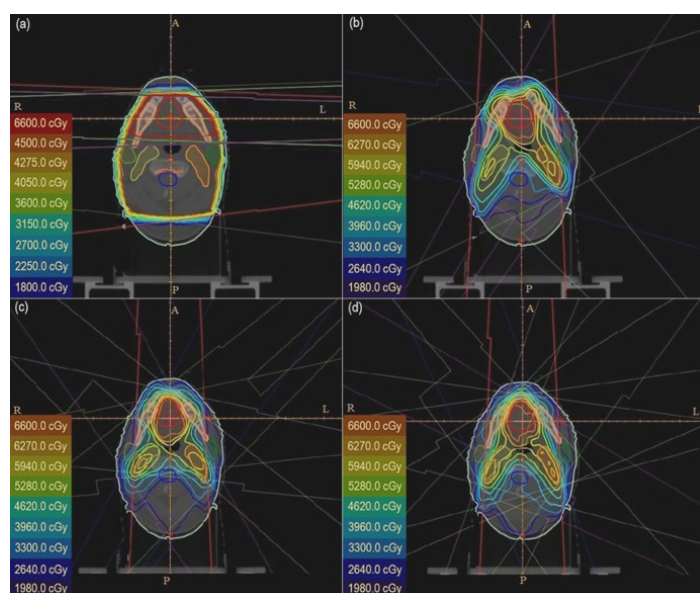 (a)
A
R
L
6600.0 cGy
4500.0 cGy
4275.0 cGy
4050.0 cGy
3600.0 cGy
3150.0 cGy
2700.0 cGy
2250.0 cGy
1800.0 cGy
P
(b)
A
R
L
6600.0 cGy
6270.0 cGy
5940.0 cGy
5280.0 cGy
4620.0 cGy
3960.0 cGy
3300.0 cGy
2640.0 cGy
1980.0 cGy
P
(c)
A
R
L
6600.0 cGy
6270.0 cGy
5940.0 cGy
5280.0 cGy
4620.0 cGy
3960.0 cGy
3300.0 cGy
2640.0 cGy
1980.0 cGy
P
(d)
A
R
L
6600.0 cGy
6270.0 cGy
5940.0 cGy
5280.0 cGy
4620.0 cGy
3960.0 cGy
3300.0 cGy
2640.0 cGy
1980.0 cGy
P